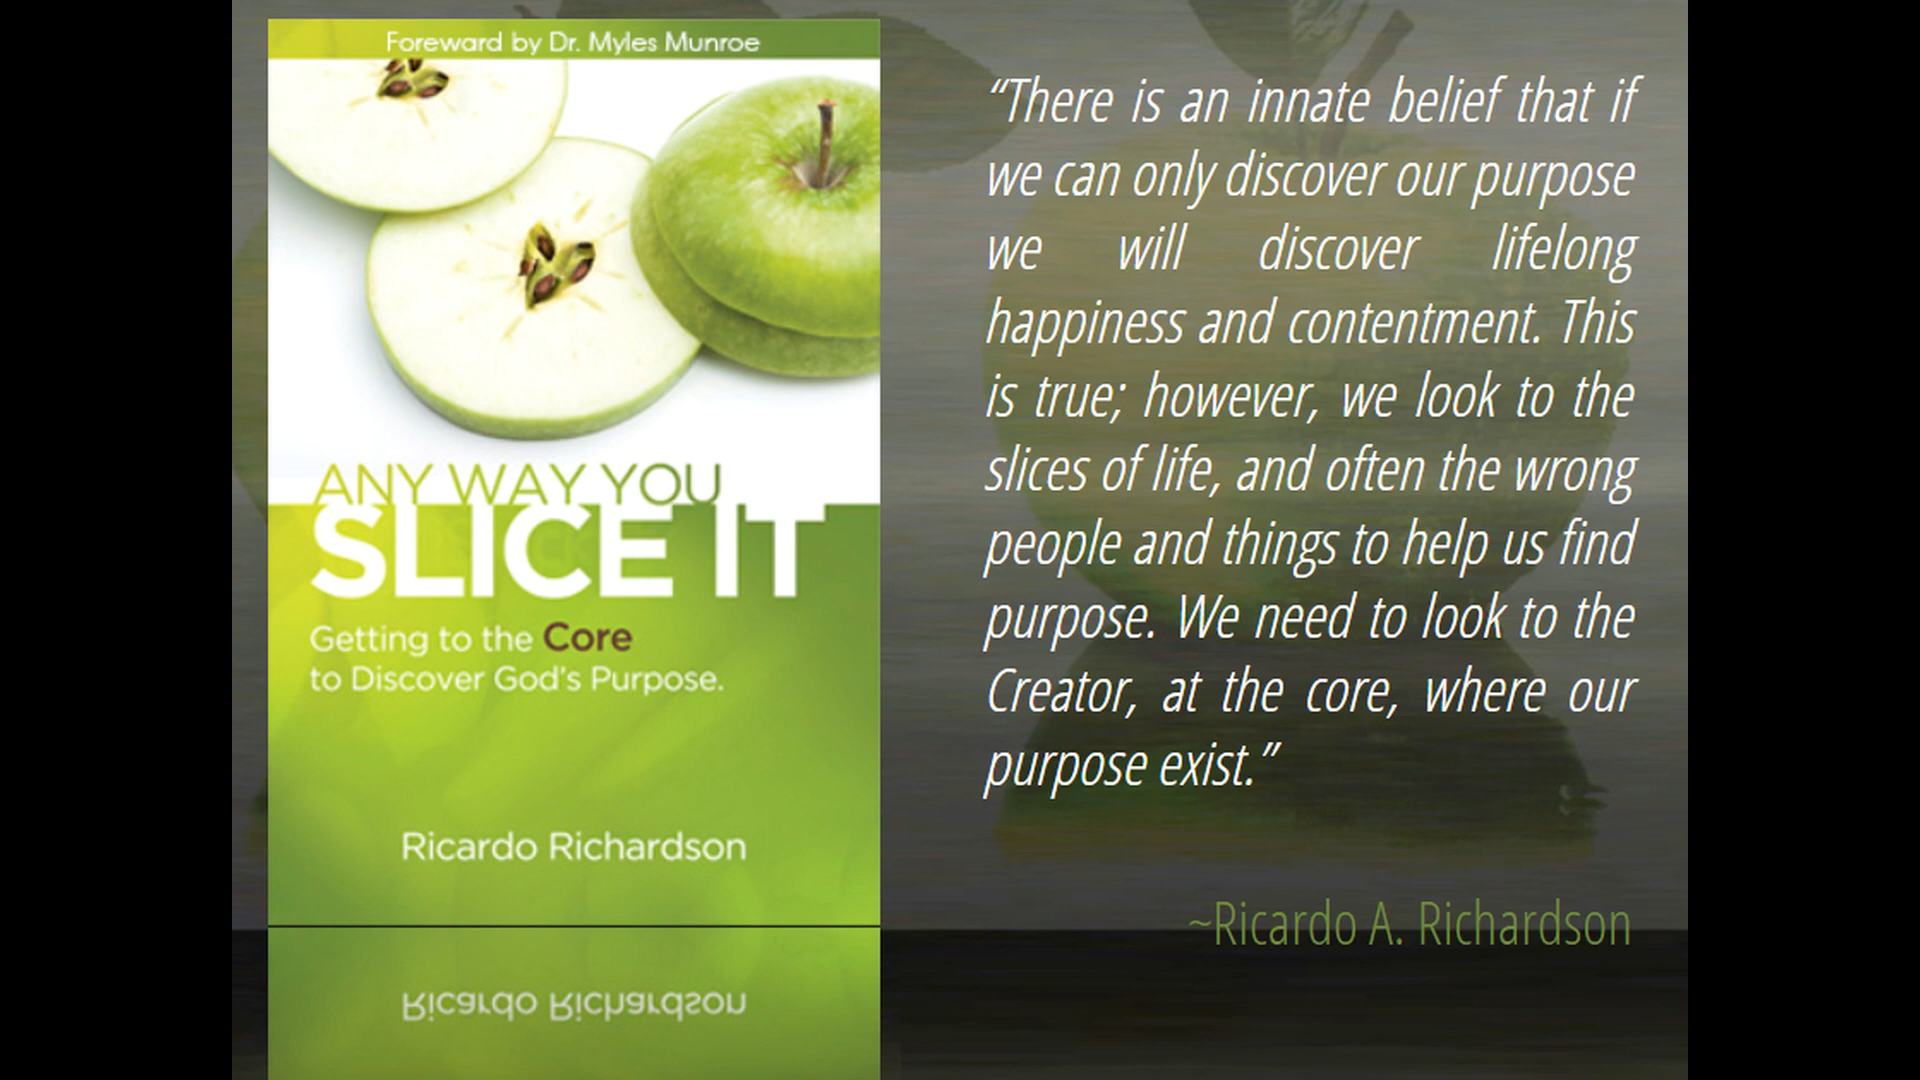 Foreward by Dr. Myles Munroe
ANY WAY YOU
SLICE IT
Getting to the Core
to Discover God's Purpose.
Ricardo Richardson
Ricardo Richardson
“There is an innate belief that if
we can only discover our purpose
we will discover lifelong
happiness and contentment. This
is true; however, we look to the
slices of life, and often the wrong
people and things to help us find
purpose. We need to look to the
Creator, at the core, where our
purpose exist.”
~Ricardo A. Richardson